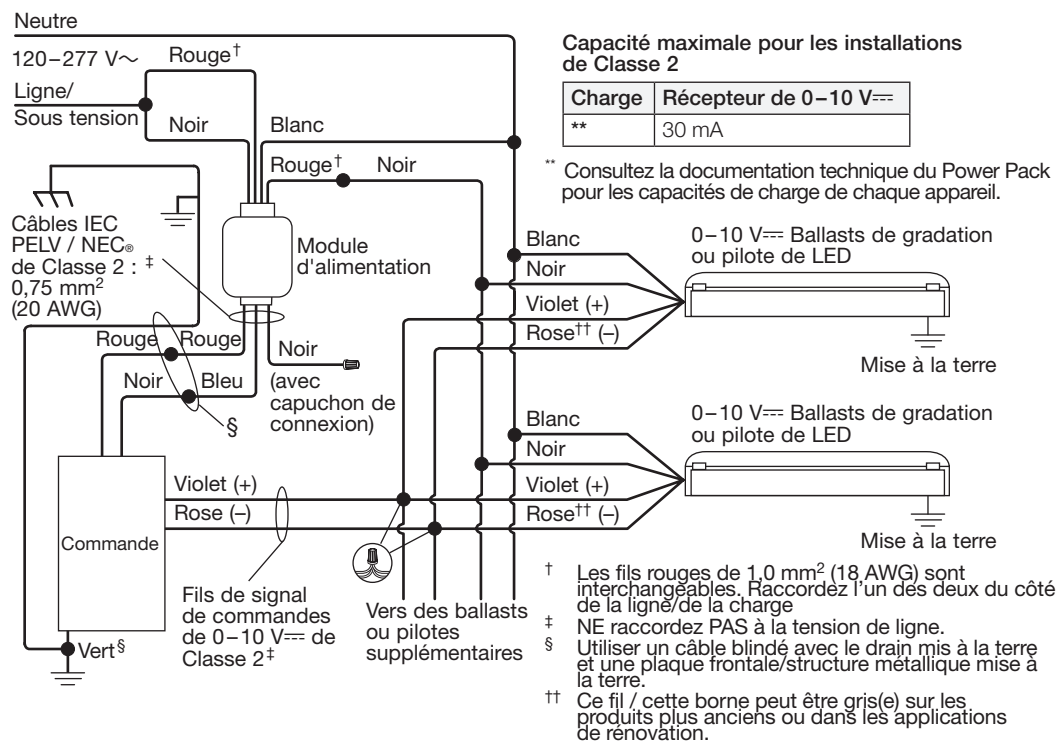 Neutre
120–277 V~
Rouge†
Ligne/
Sous tension
Noir
Blanc
Rouge†
Noir
Câbles IEC
PELV / NEC®
de Classe 2 : ‡
0,75 mm²
(20 AWG)
Module
d'alimentation
Rouge
Rouge
Noir
Bleu
§
Noir
(avec
capuchon de
connexion)
Commande
Violet (+)
Rose (–)
Vert§
Fils de signal
de commandes
de 0–10 V⎓ de
Classe 2‡
Vers des ballasts
ou pilotes
supplémentaires
Capacité maximale pour les installations
de Classe 2
Charge Récepteur de 0–10 V⎓
** 30 mA
** Consultez la documentation technique du Power Pack
pour les capacités de charge de chaque appareil.
Blanc
Noir
Violet (+)
Rose†† (–)
0–10 V⎓ Ballasts de gradation
ou pilote de LED
Mise à la terre
Blanc
Noir
Violet (+)
Rose†† (–)
0–10 V⎓ Ballasts de gradation
ou pilote de LED
Mise à la terre
† Les fils rouges de 1,0 mm² (18 AWG) sont
interchangeables. Raccordez l'un des deux du côté
de la ligne/de la charge
‡ NE raccordez PAS à la tension de ligne.
§ Utiliser un câble blindé avec le drain mis à la terre
et une plaque frontale/structure métallique mise à
la terre.
†† Ce fil / cette borne peut être gris(e) sur les
produits plus anciens ou dans les applications
de rénovation.